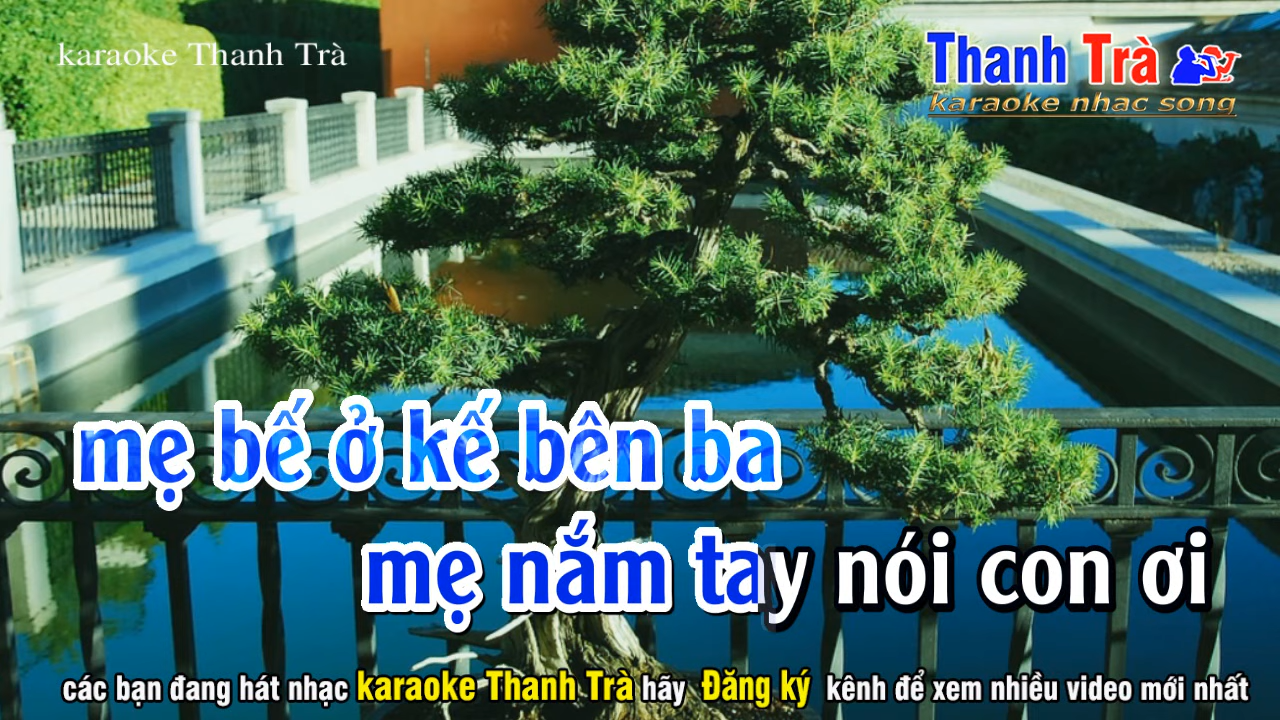 karaoke Thanh Trà
Thanh Trà
karaoke nhac song
mẹ bế ở kế bên ba
mẹ nắm tay nói con ơi
các bạn đang hát nhạc karaoke Thanh Trà hãy Đăng ký kênh để xem nhiều video mới nhất